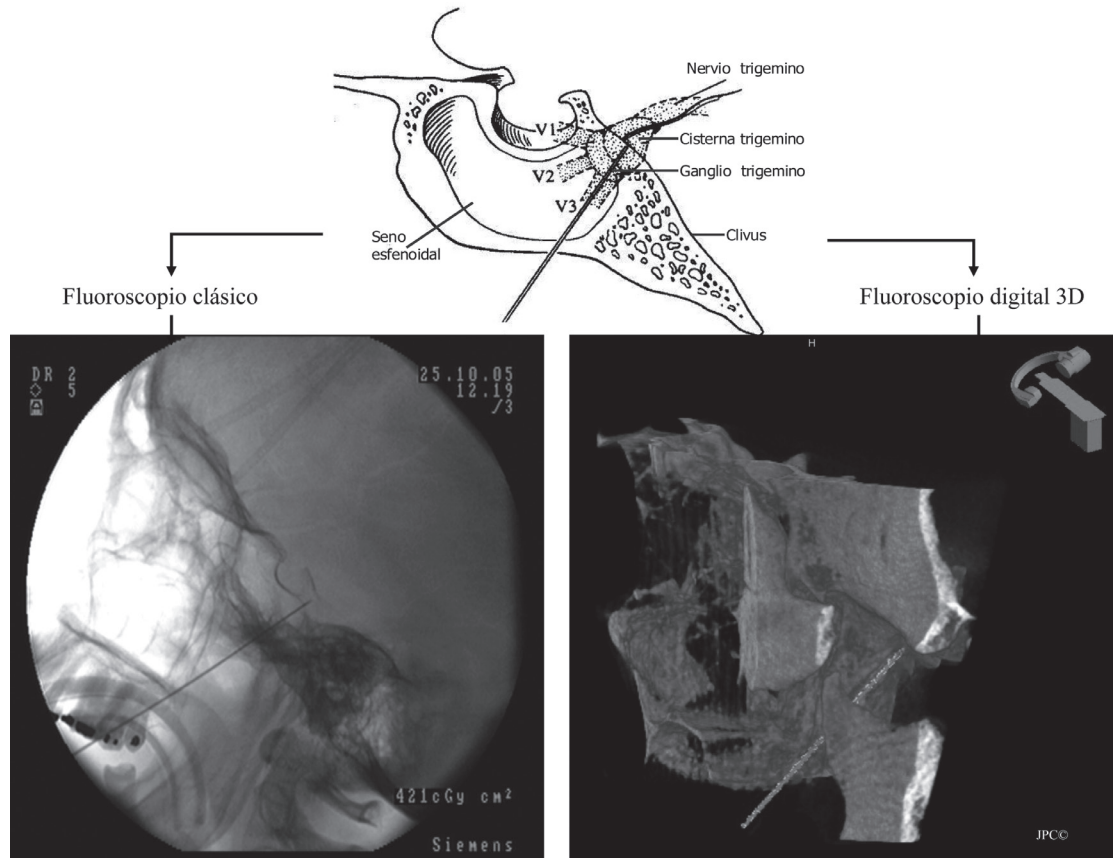 Nervio trigemino
V1
Cisterna trigemino
V2
Ganglio trigemino
V3
Seno
esfenoidal
Clivus
Fluoroscopio clásico
Fluoroscopio digital 3D
DR 2
5
A
25.10.05
12.19
/3
421cGy cm²
Siemens
H
JPC©